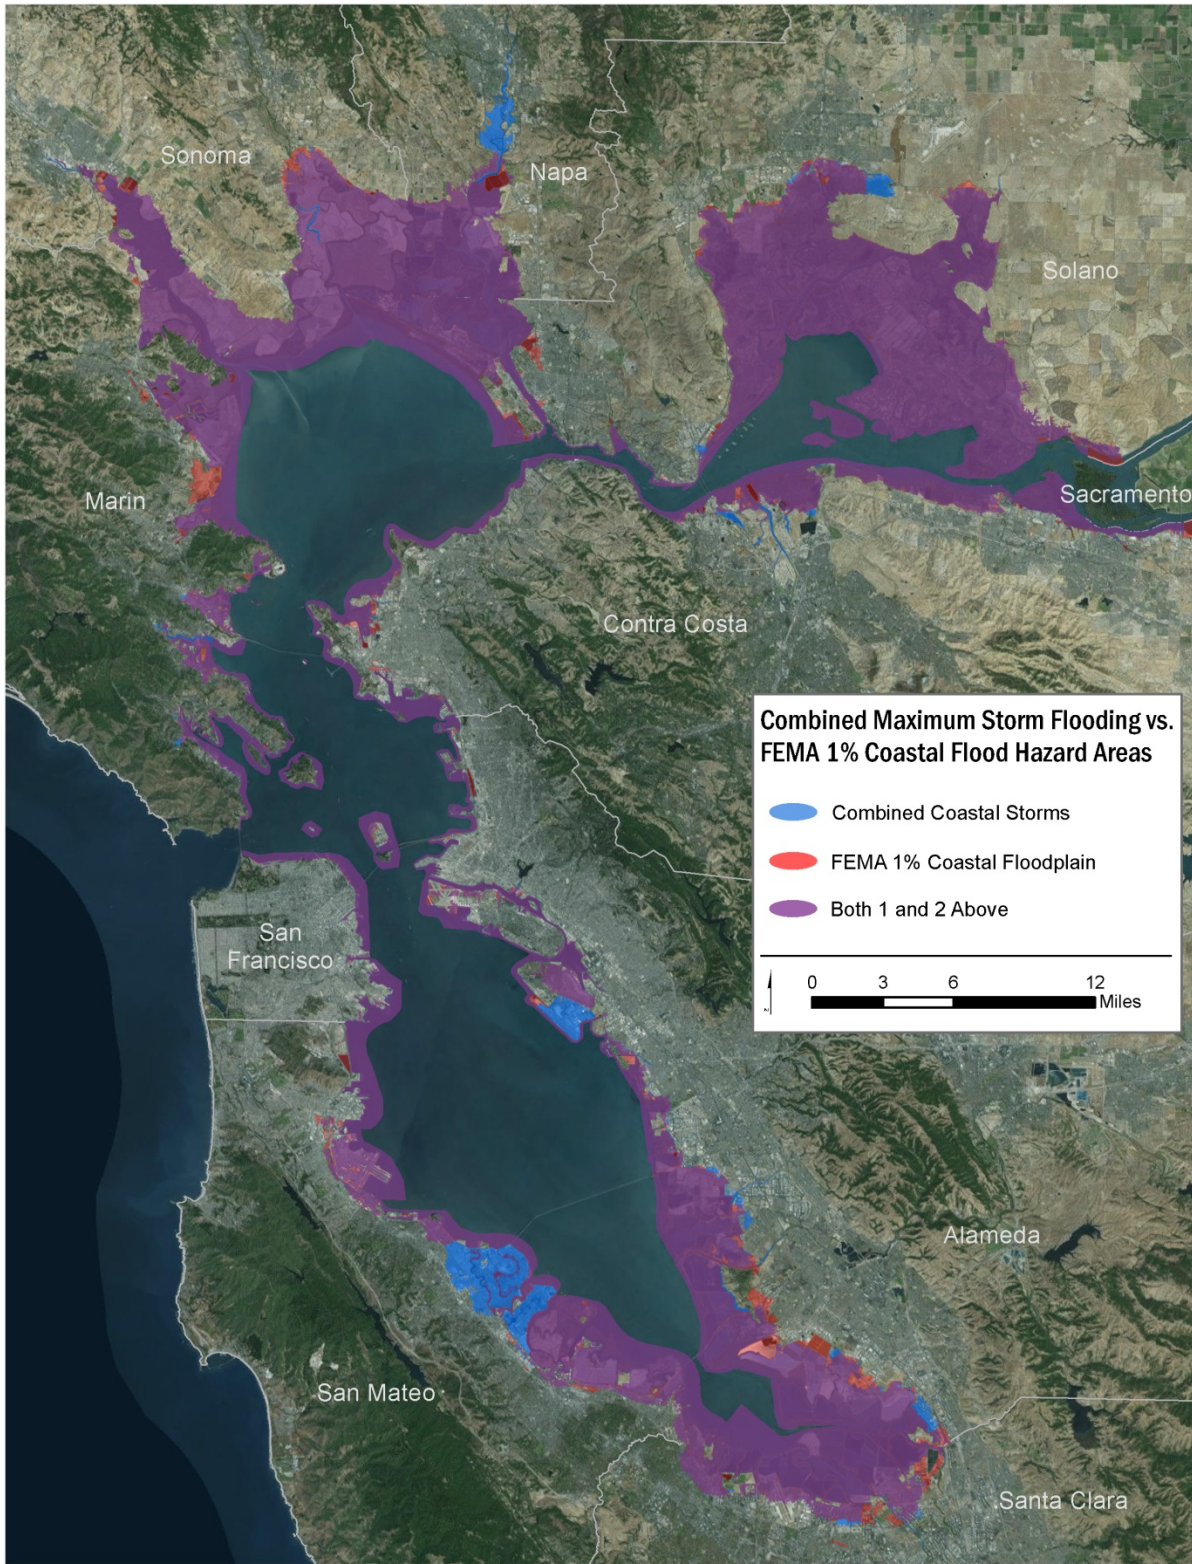 Sonoma
Napa
Solano
Marin
Sacramento
Contra Costa
Combined Maximum Storm Flooding vs.
FEMA 1% Coastal Flood Hazard Areas
Combined Coastal Storms
FEMA 1% Coastal Floodplain
Both 1 and 2 Above
0 3 6 12
Miles
San
Francisco
Alameda
San Mateo
Santa Clara